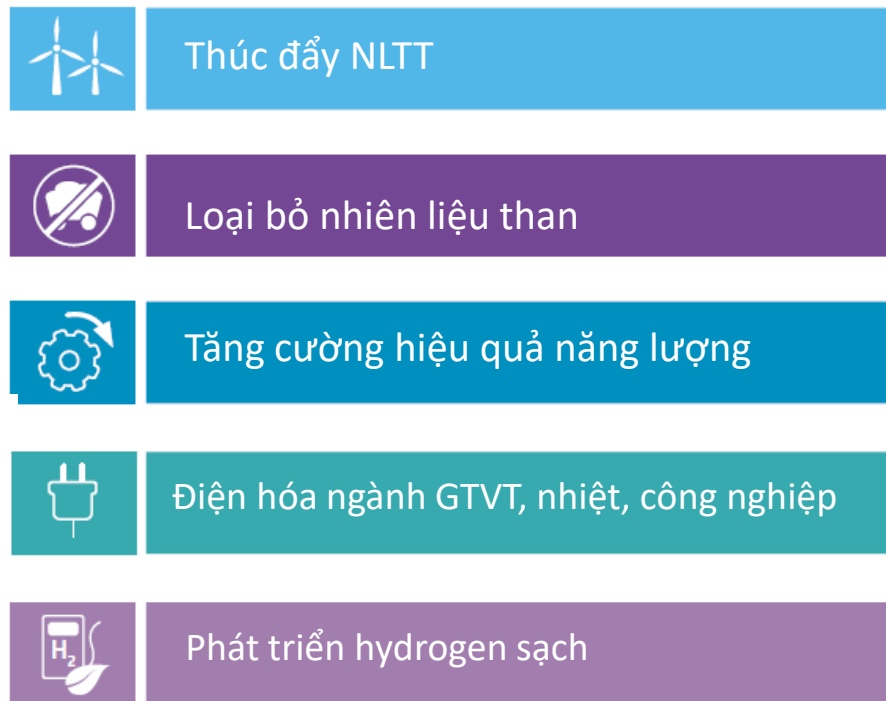 Thúc đẩy NLTT
Loại bỏ nhiên liệu than
Tăng cường hiệu quả năng lượng
Điện hóa ngành GTVT, nhiệt, công nghiệp
H₂
Phát triển hydrogen sạch